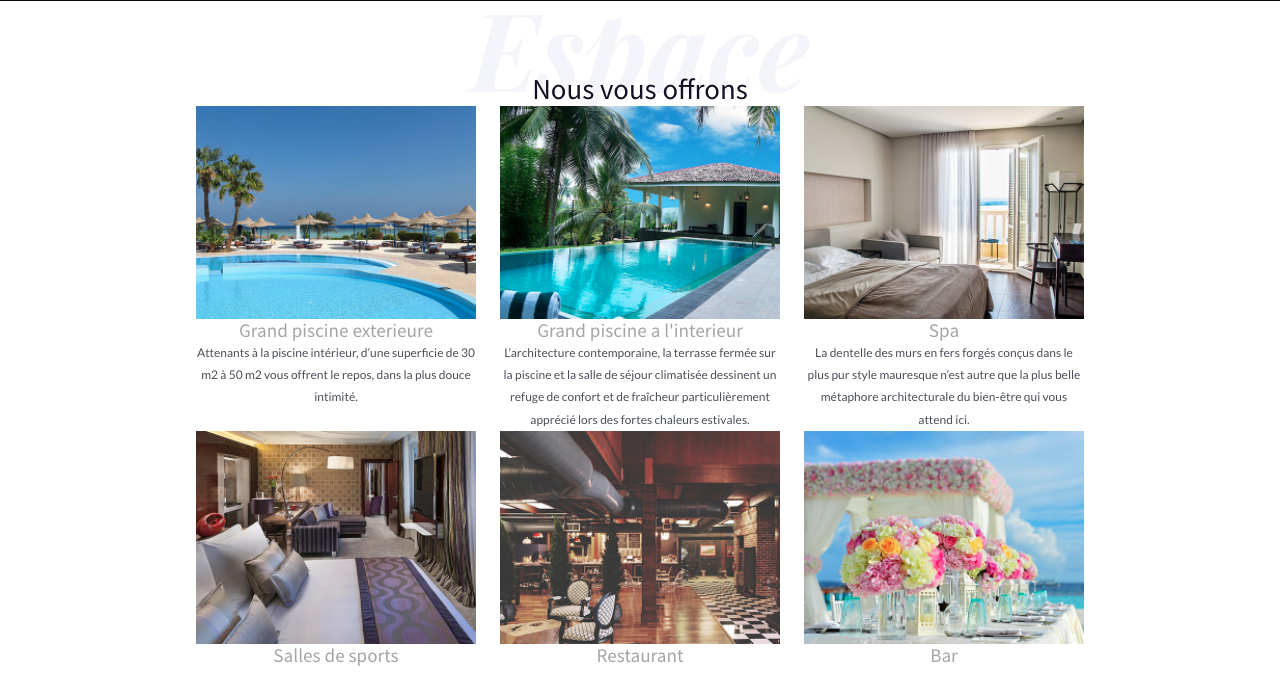 Espace
Nous vous offrons
Grand piscine exterieure
Attenants à la piscine intérieur, d'une superficie de 30
m2 à 50 m2 vous offrent le repos, dans la plus douce
intimité.
Grand piscine a l'interieur
L'architecture contemporaine, la terrasse fermée sur
la piscine et la salle de séjour climatisée dessinent un
refuge de confort et de fraîcheur particulièrement
apprécié lors des fortes chaleurs estivales.
Spa
La dentelle des murs en fers forgés conçus dans le
plus pur style mauresque n'est autre que la plus belle
métaphore architecturale du bien-être qui vous
attend ici.
Salles de sports
Restaurant
Bar